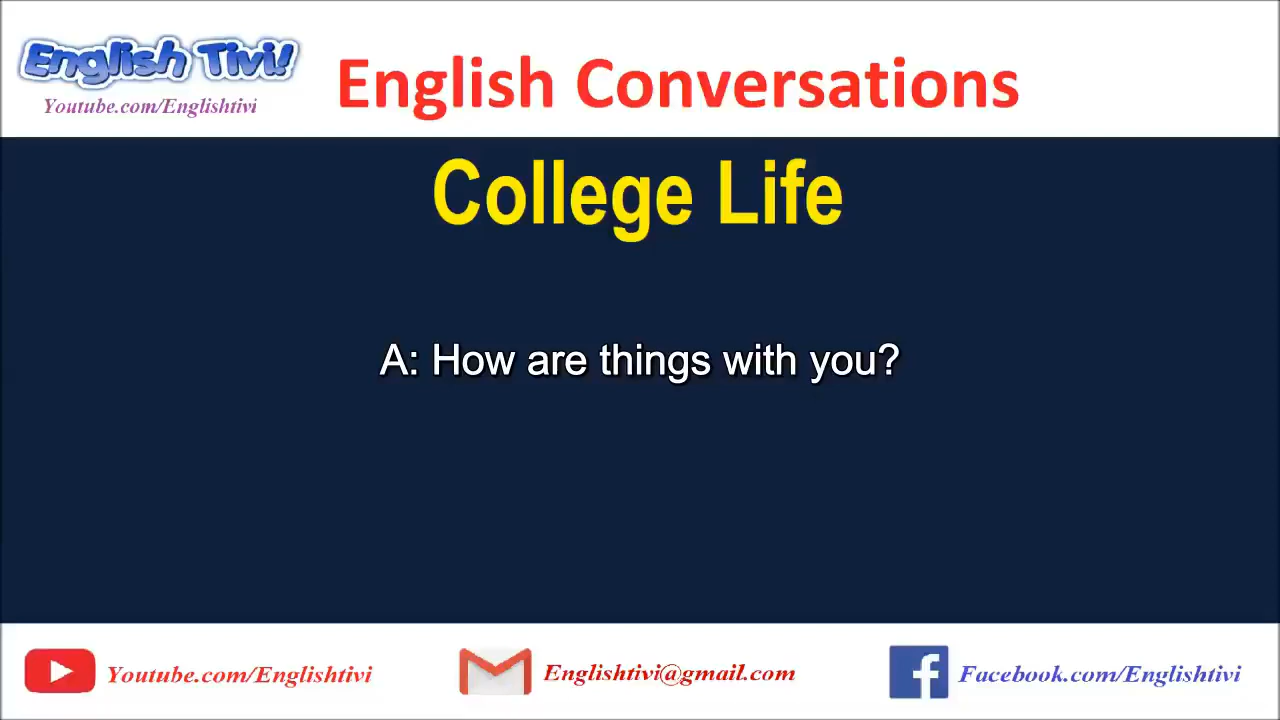 English Tivi!
Youtube.com/Englishtivi
English Conversations
College Life
A: How are things with you?
Youtube.com/Englishtivi
Englishtivi@gmail.com
Facebook.com/Englishtivi